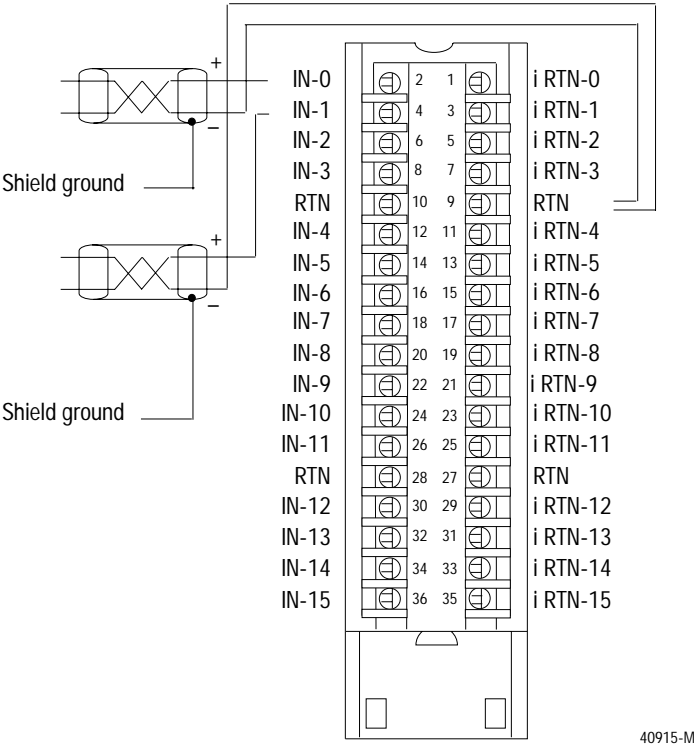 +
IN-0 2 1 i RTN-0
IN-1 4 3 i RTN-1
–
IN-2 6 5 i RTN-2
IN-3 8 7 i RTN-3
Shield ground
RTN 10 9 RTN
IN-4 12 11 i RTN-4
+
IN-5 14 13 i RTN-5
IN-6 16 15 i RTN-6
–
IN-7 18 17 i RTN-7
IN-8 20 19 i RTN-8
IN-9 22 21 i RTN-9
Shield ground
IN-10 24 23 i RTN-10
IN-11 26 25 i RTN-11
RTN 28 27 RTN
IN-12 30 29 i RTN-12
IN-13 32 31 i RTN-13
IN-14 34 33 i RTN-14
IN-15 36 35 i RTN-15
40915-M